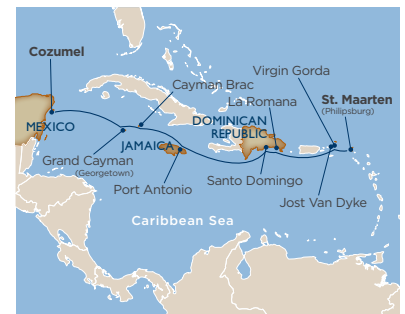 Cozumel
Virgin Gorda
Cayman Brac
La Romana
St. Maarten
(Philipsburg)
DOMINICAN
REPUBLIC
MEXICO
JAMAICA
Grand Cayman
(Georgetown)
Port Antonio
Santo Domingo
Jost Van Dyke
Caribbean Sea